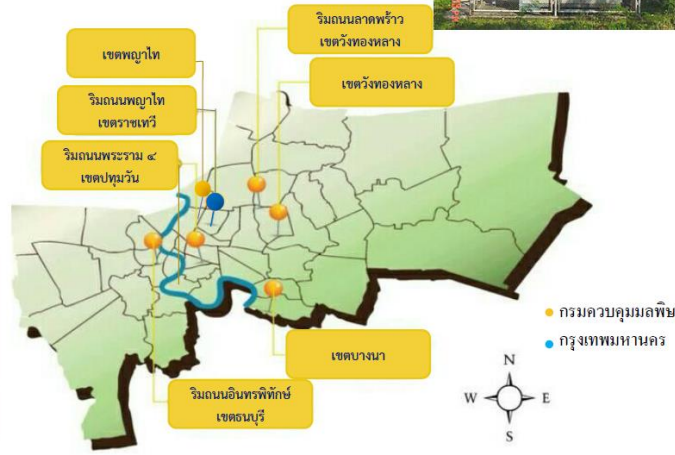 ริมถนนลาดพร้าว
เขตวังทองหลาง
เขตพญาไท
เขตวังทองหลาง
ริมถนนพญาไท
เขตราชเทวี
ริมถนนพระราม ๔
เขตปทุมวัน
กรมควบคุมมลพิษ
กรุงเทพมหานคร
เขตบางนา
ริมถนนอินทรพิทักษ์
เขตธนบุรี
N
W
E
S